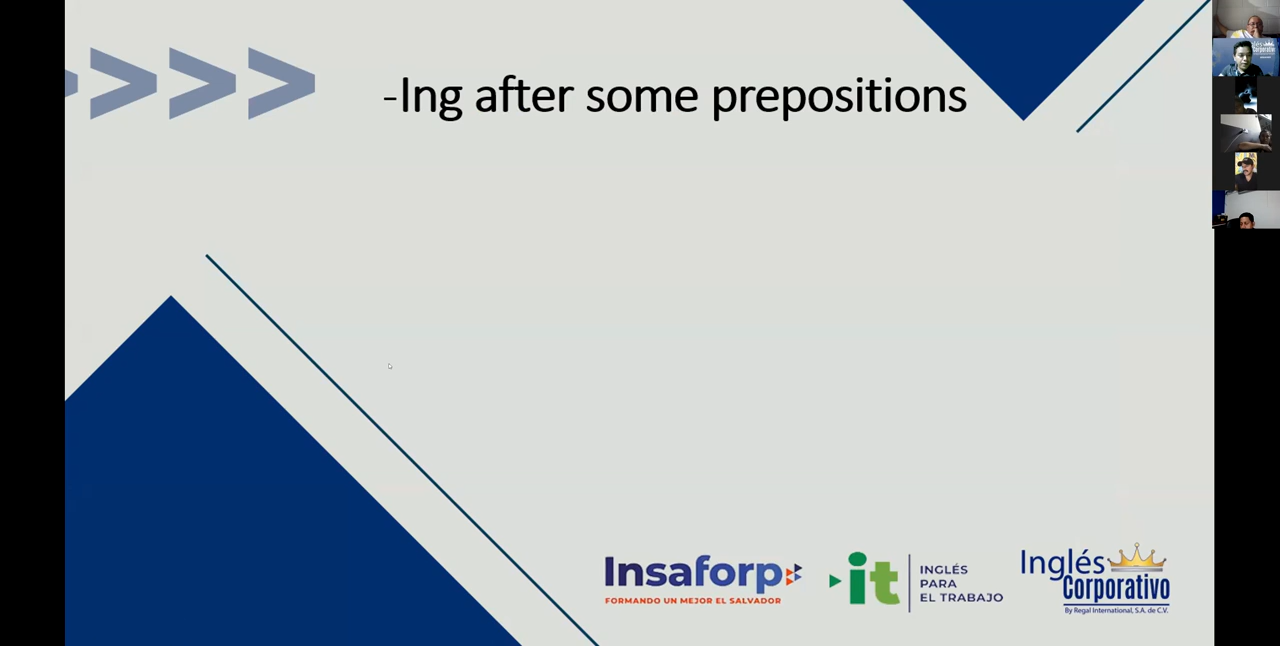 -Ing after some prepositions
Insaforp
FORMANDO UN MEJOR EL SALVADOR
it
INGLÉS
PARA
EL TRABAJO
Inglés
Corporativo
By Regal International, S.A. de C.V.